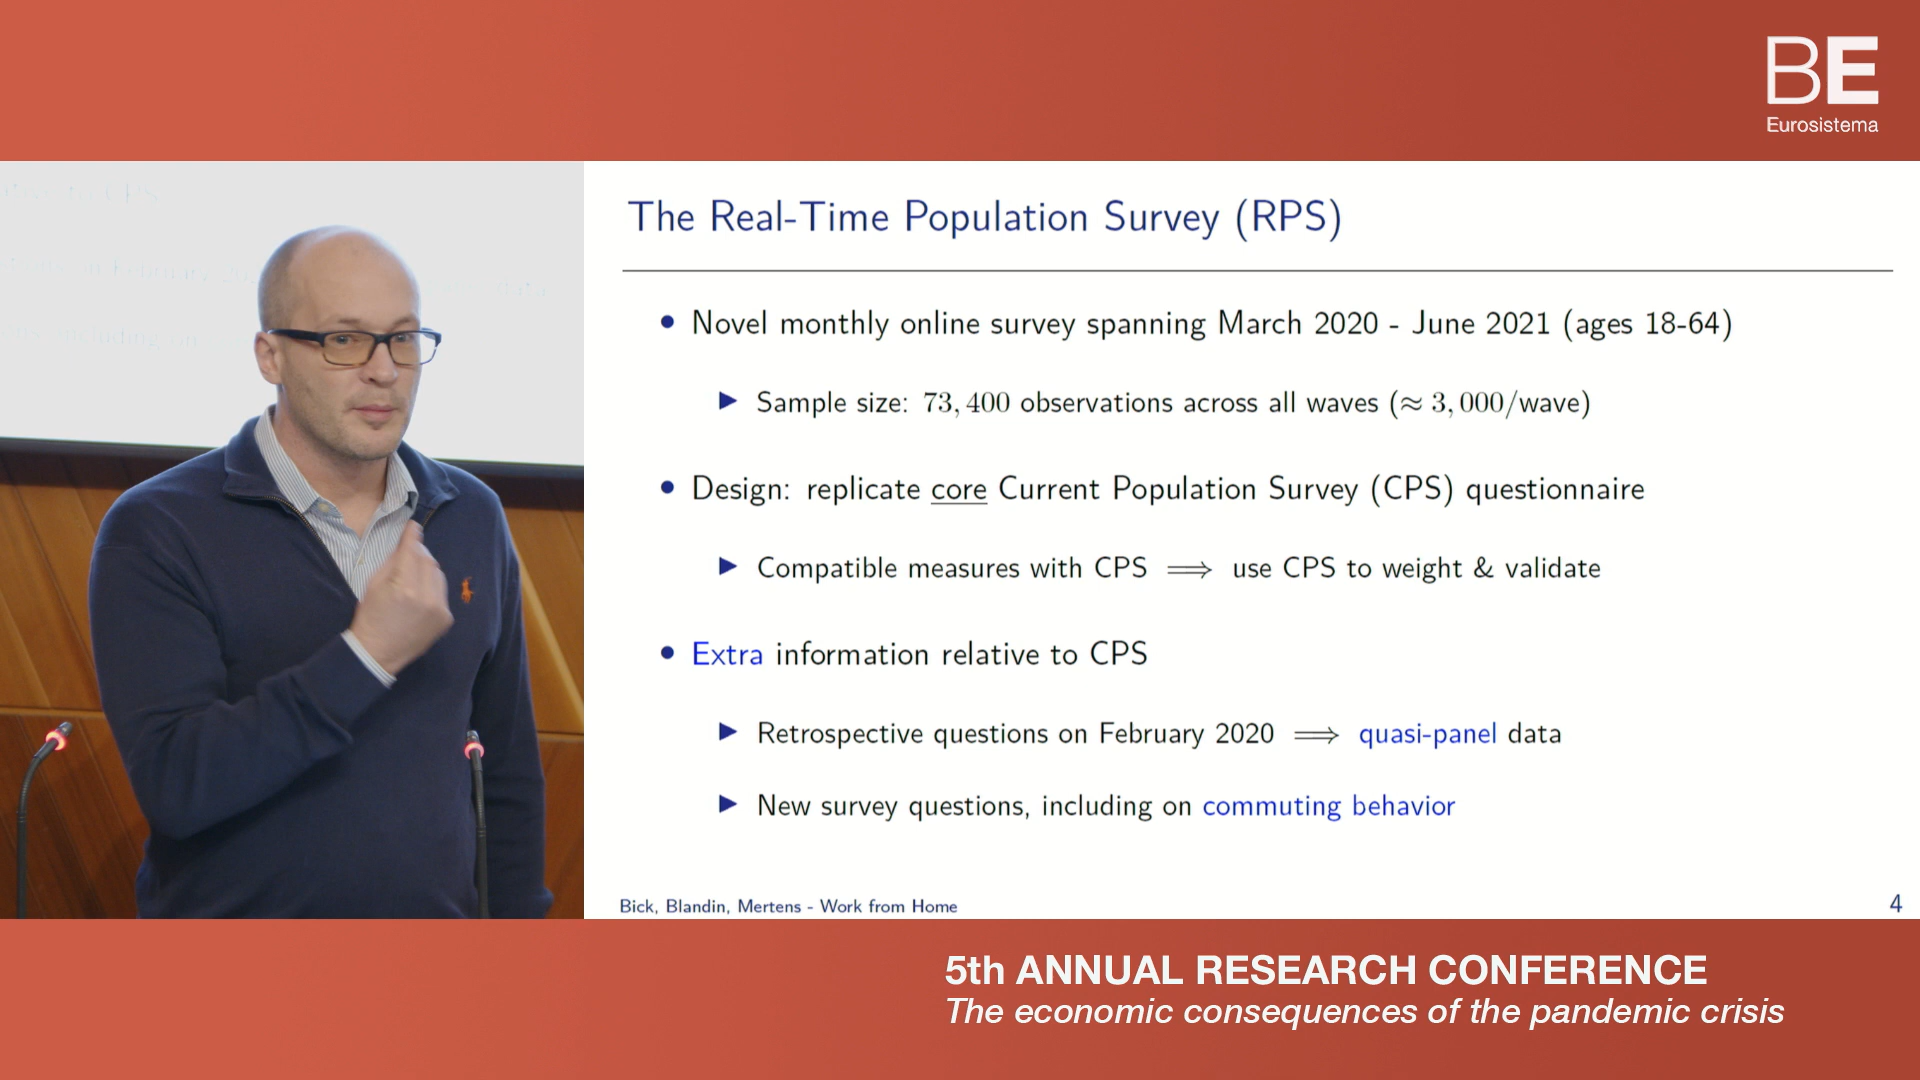 BE
Eurosistema
The Real-Time Population Survey (RPS)
• Novel monthly online survey spanning March 2020 - June 2021 (ages 18-64)
▶ Sample size: 73,400 observations across all waves (≈ 3,000/wave)
• Design: replicate core Current Population Survey (CPS) questionnaire
▶ Compatible measures with CPS ⟹ use CPS to weight & validate
• Extra information relative to CPS
▶ Retrospective questions on February 2020 ⟹ quasi-panel data
▶ New survey questions, including on commuting behavior
Bick, Blandin, Mertens - Work from Home
4
5th ANNUAL RESEARCH CONFERENCE
The economic consequences of the pandemic crisis